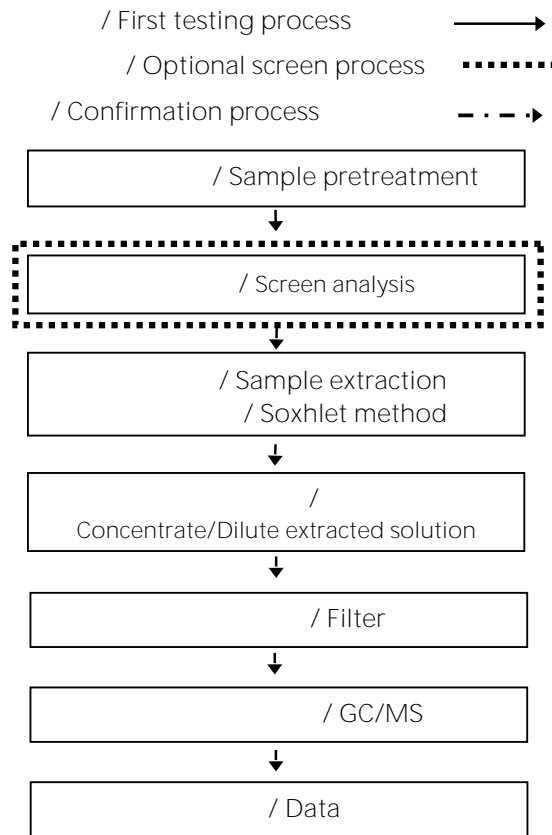 / First testing process
/ Optional screen process
/ Confirmation process
/ Sample pretreatment
/ Screen analysis
/ Sample extraction
/ Soxhlet method
/
Concentrate/Dilute extracted solution
/ Filter
/ GC/MS
/ Data